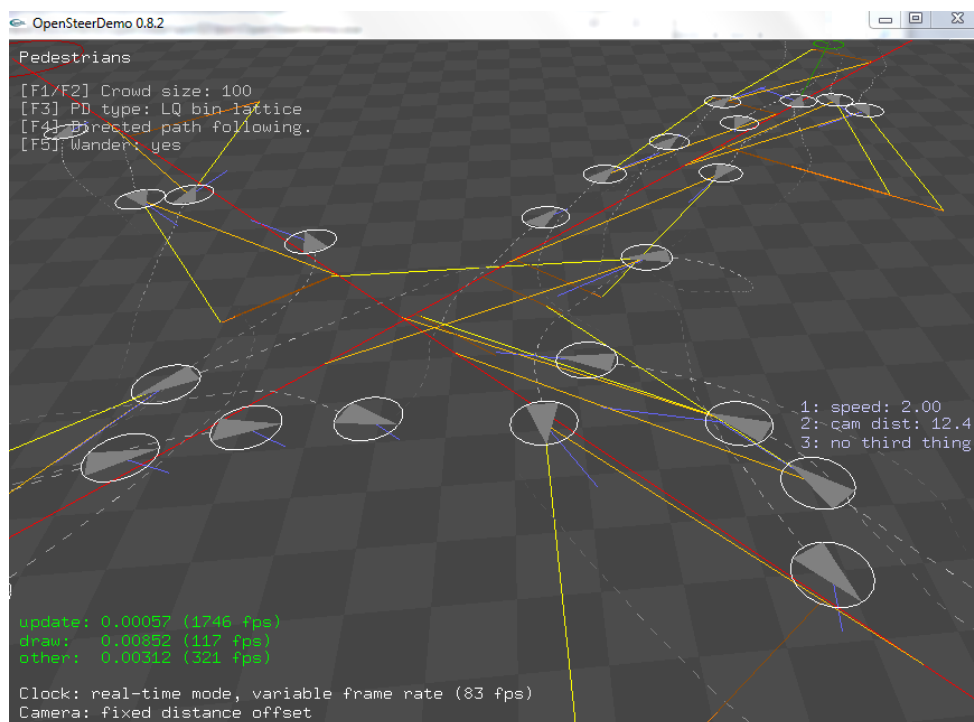 OpenSteerDemo 0.8.2
Pedestrians
[F1/F2] Crowd size: 100
[F3] PD type: LQ bin lattice
[F4] Directed path following.
[F5] Wander: yes
1: speed: 2.00
2: cam dist: 12.4
3: no third thing
update: 0.00057 (1746 fps)
draw: 0.00852 (117 fps)
other: 0.00312 (321 fps)
Clock: real-time mode, variable frame rate (83 fps)
Camera: fixed distance offset